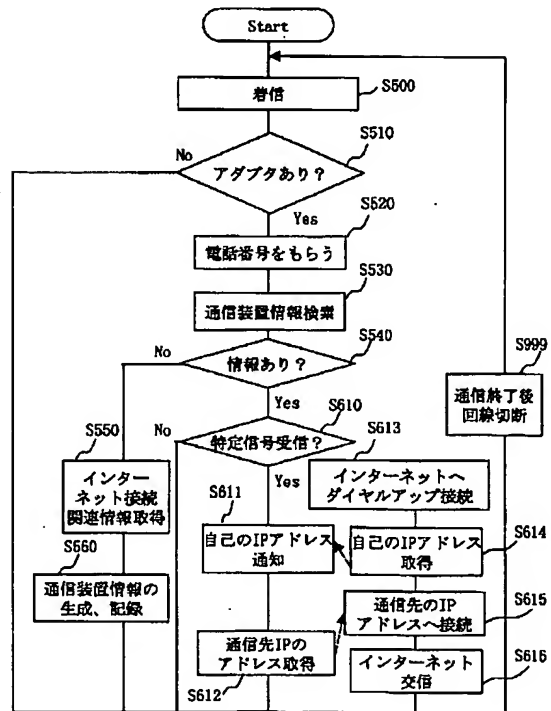 Start
着信
S500
No
アダプタあり？
S510
Yes
S520
電話番号をもらう
S530
通信装置情報検索
S540
No
情報あり？
S999
通信終了後
回線切断
Yes
S610
S550
No
特定信号受信？
S613
インター
ネット接続
関連情報取得
S611
Yes
インターネットへ
ダイヤルアップ接続
自己のIPアドレス
通知
自己のIPアドレス
取得
S614
S560
通信装置情報の
生成、記録
通信先のIP
アドレスへ接続
S615
通信先IPの
アドレス取得
S612
インターネット
交信
S616